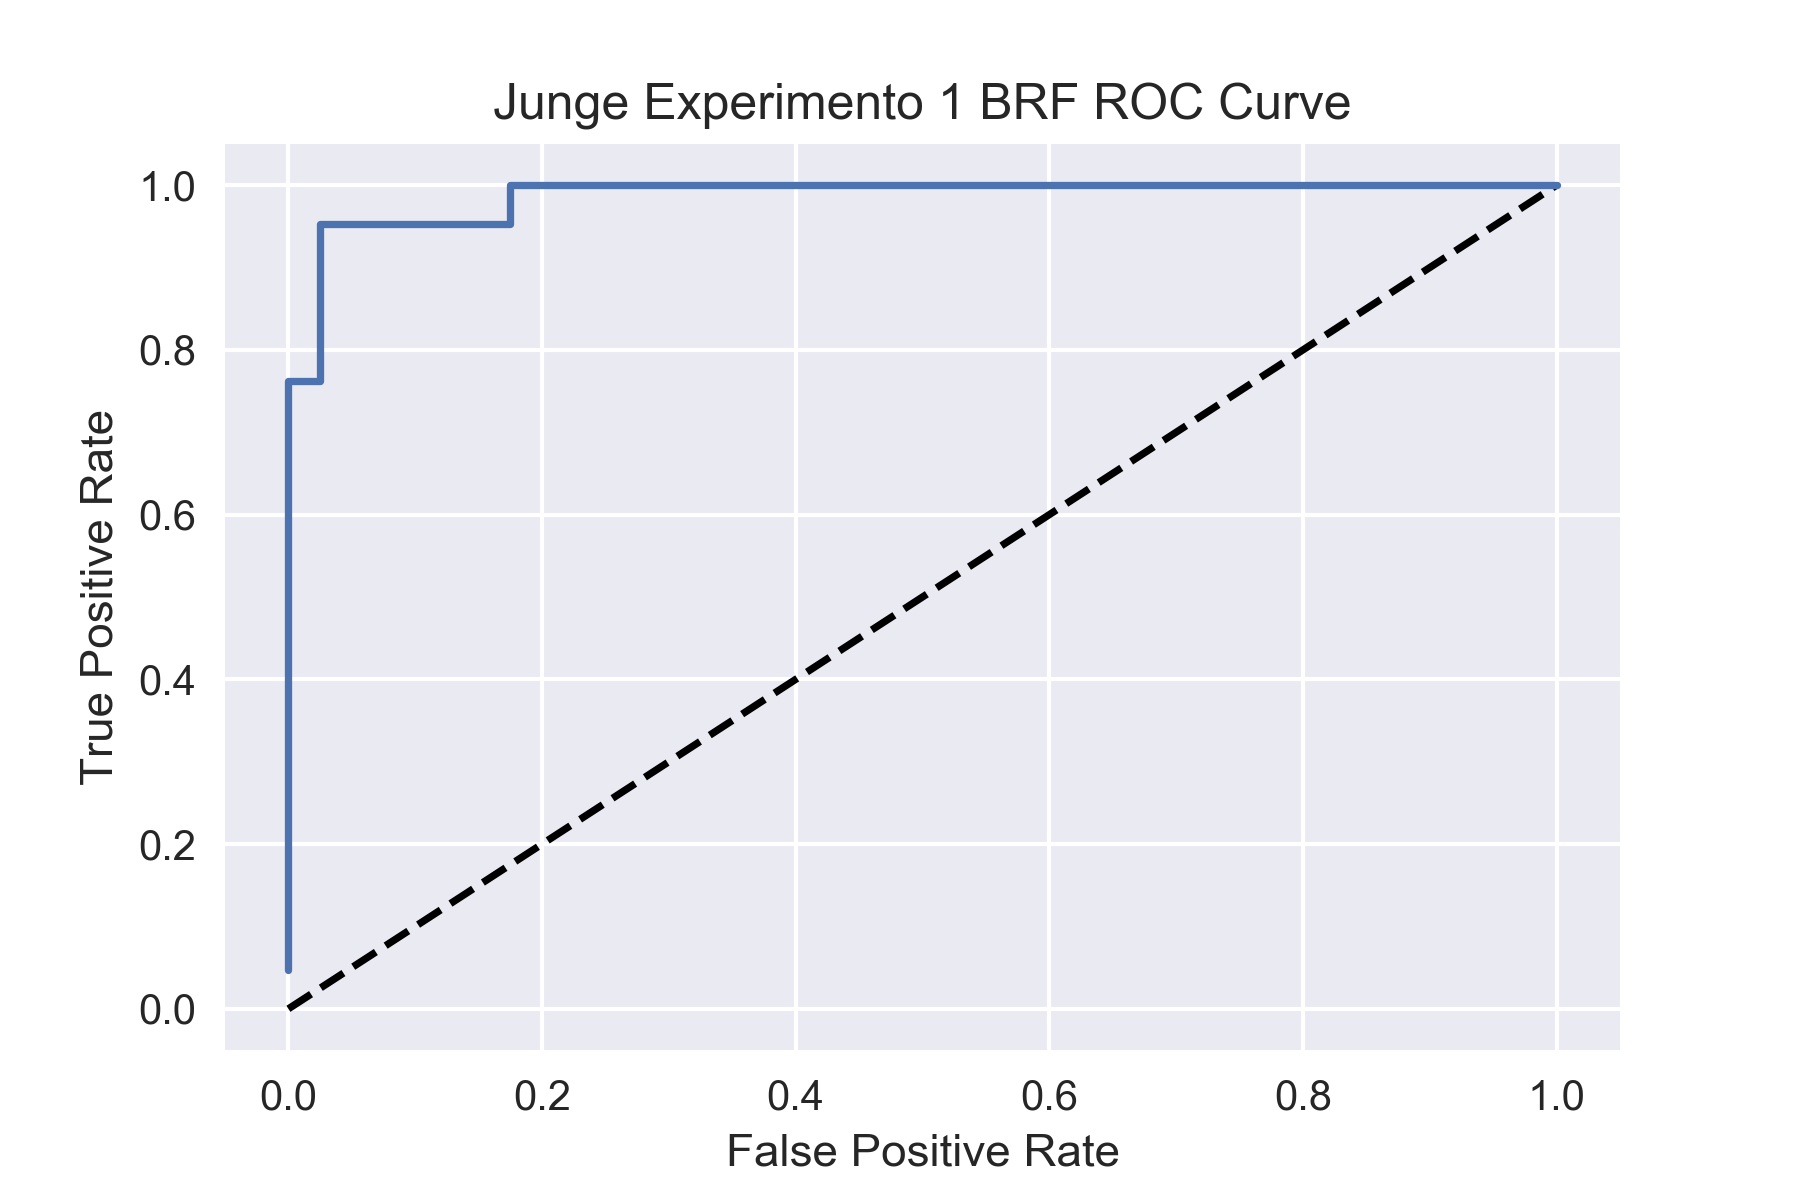 Junge Experimento 1 BRF ROC Curve
1.0
0.8
0.6
0.4
0.2
0.0
True Positive Rate
0.0 0.2 0.4 0.6 0.8 1.0
False Positive Rate